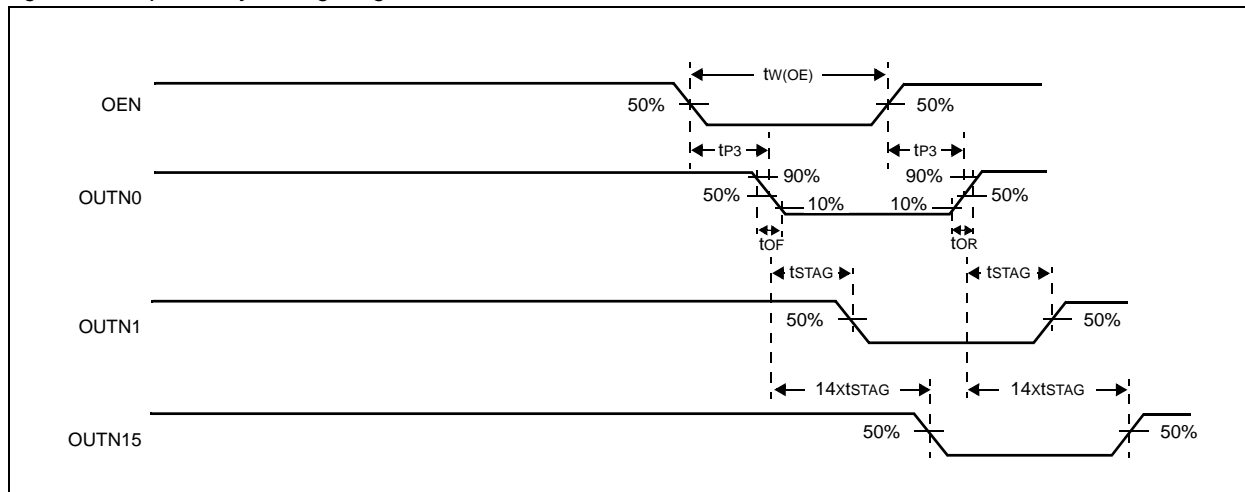 tW(OE)
OEN
50%
50%
tP3
tP3
OUTN0
90%
50%
10%
90%
10%
50%
tOF
tOR
tSTAG
tSTAG
OUTN1
50%
50%
14XtSTAG
14XtSTAG
OUTN15
50%
50%